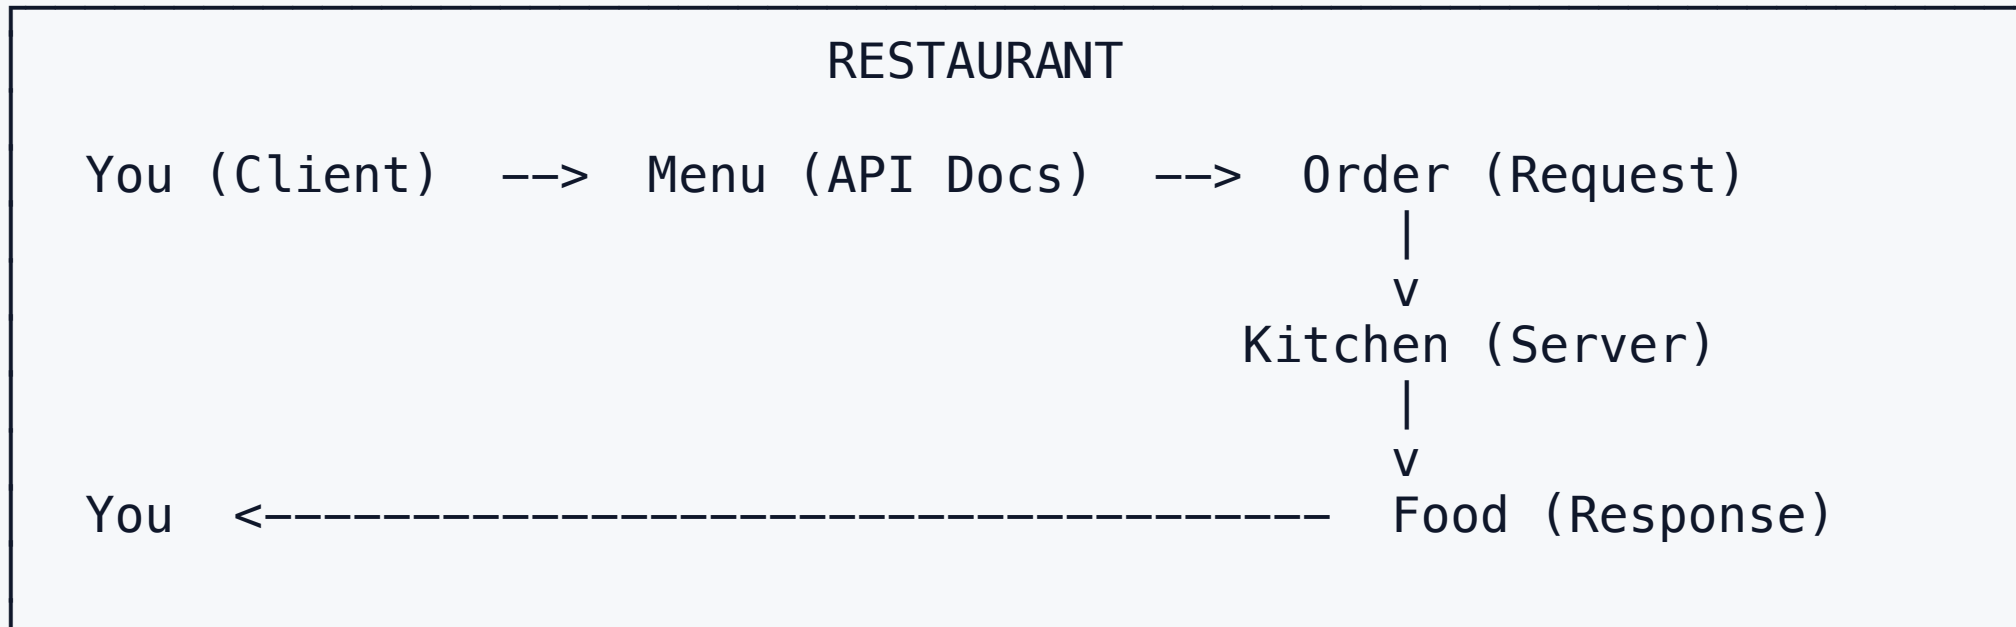 RESTAURANT
You (Client) --> Menu (API Docs) --> Order (Request)
|
v
Kitchen (Server)
|
v
You <------------------------------------ Food (Response)